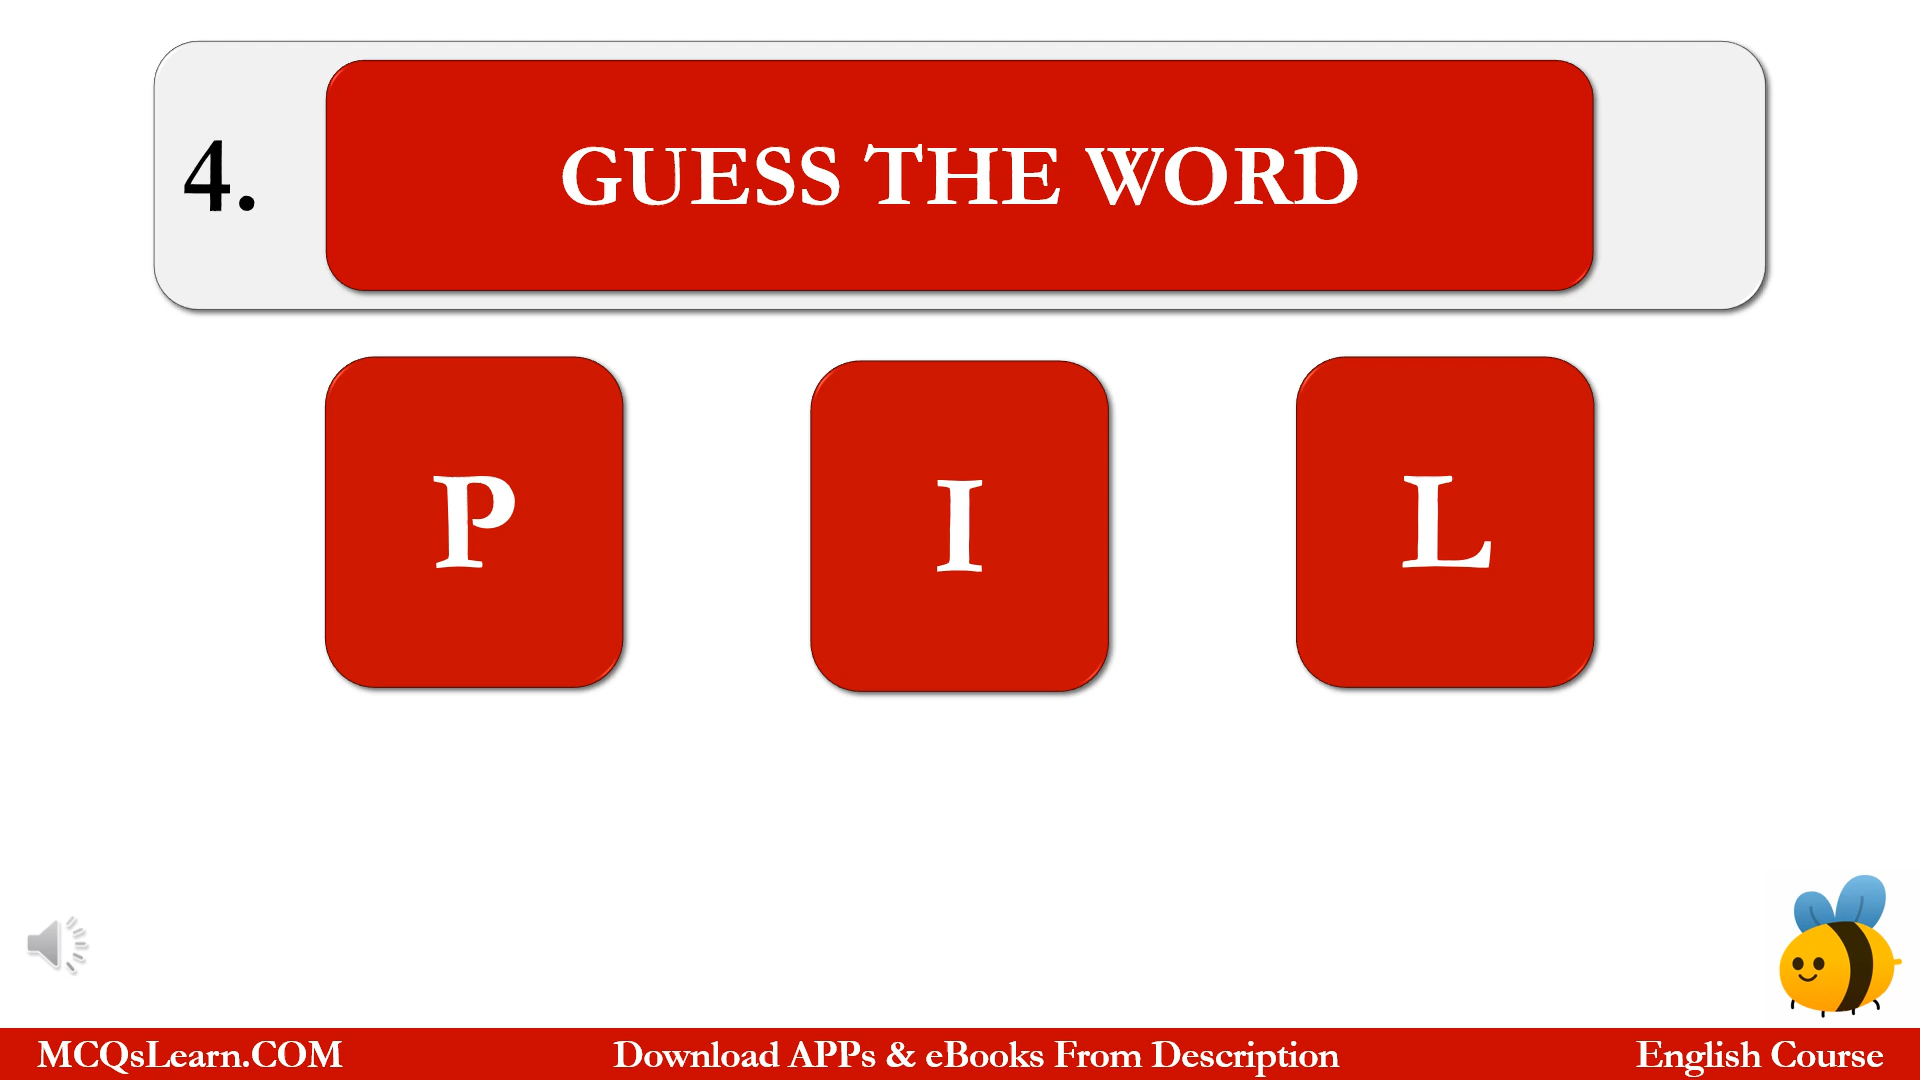 4.
GUESS THE WORD
P
I
L
MCQsLearn.COM
Download APPs & eBooks From Description
English Course